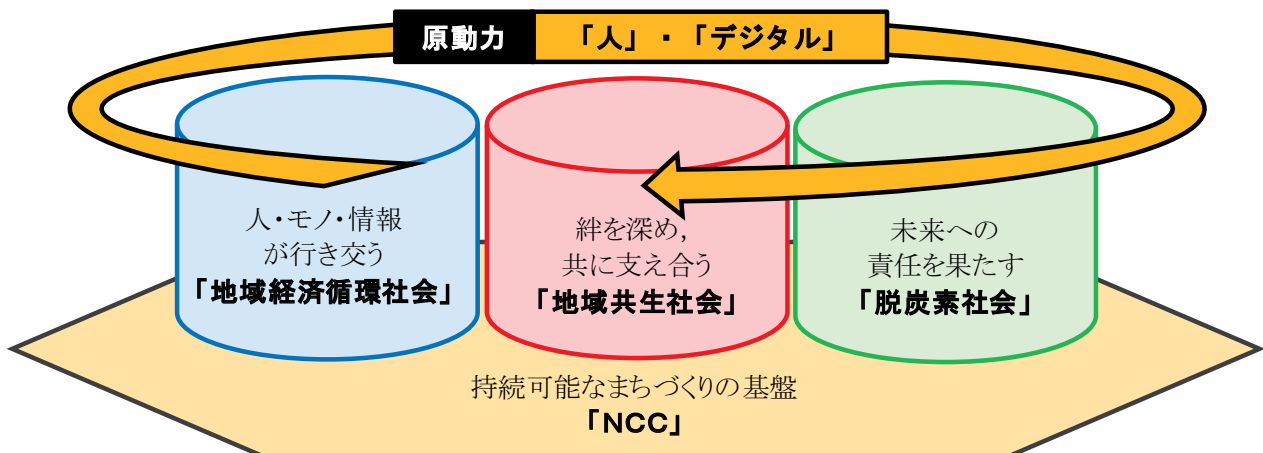 原動力 「人」・「デジタル」
人・モノ・情報
が行き交う
「地域経済循環社会」
絆を深め,
共に支え合う
「地域共生社会」
未来への
責任を果たす
「脱炭素社会」
持続可能なまちづくりの基盤
「NCC」